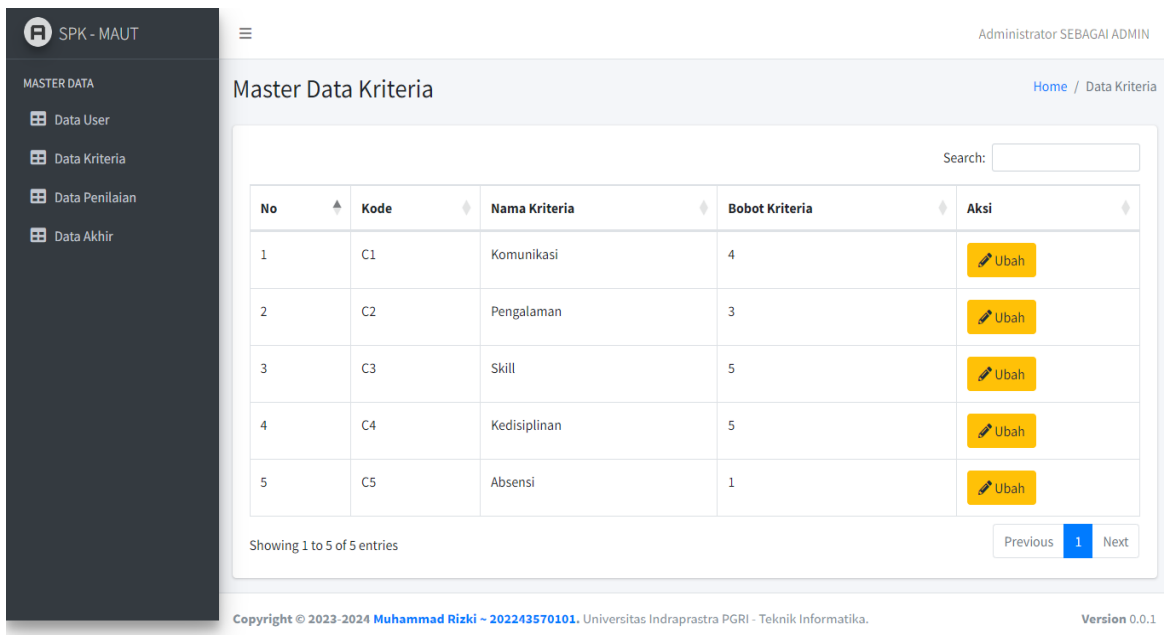 SPK - MAUT
Administrator SEBAGAI ADMIN
MASTER DATA
Data User
Data Kriteria
Data Penilaian
Data Akhir
Master Data Kriteria
Home / Data Kriteria
Search:
No Kode Nama Kriteria Bobot Kriteria Aksi
1 C1 Komunikasi 4 Ubah
2 C2 Pengalaman 3 Ubah
3 C3 Skill 5 Ubah
4 C4 Kedisiplinan 5 Ubah
5 C5 Absensi 1 Ubah
Showing 1 to 5 of 5 entries
Previous 1 Next
Copyright © 2023-2024 Muhammad Rizki ~ 202243570101. Universitas Indraprastra PGRI - Teknik Informatika.
Version 0.0.1